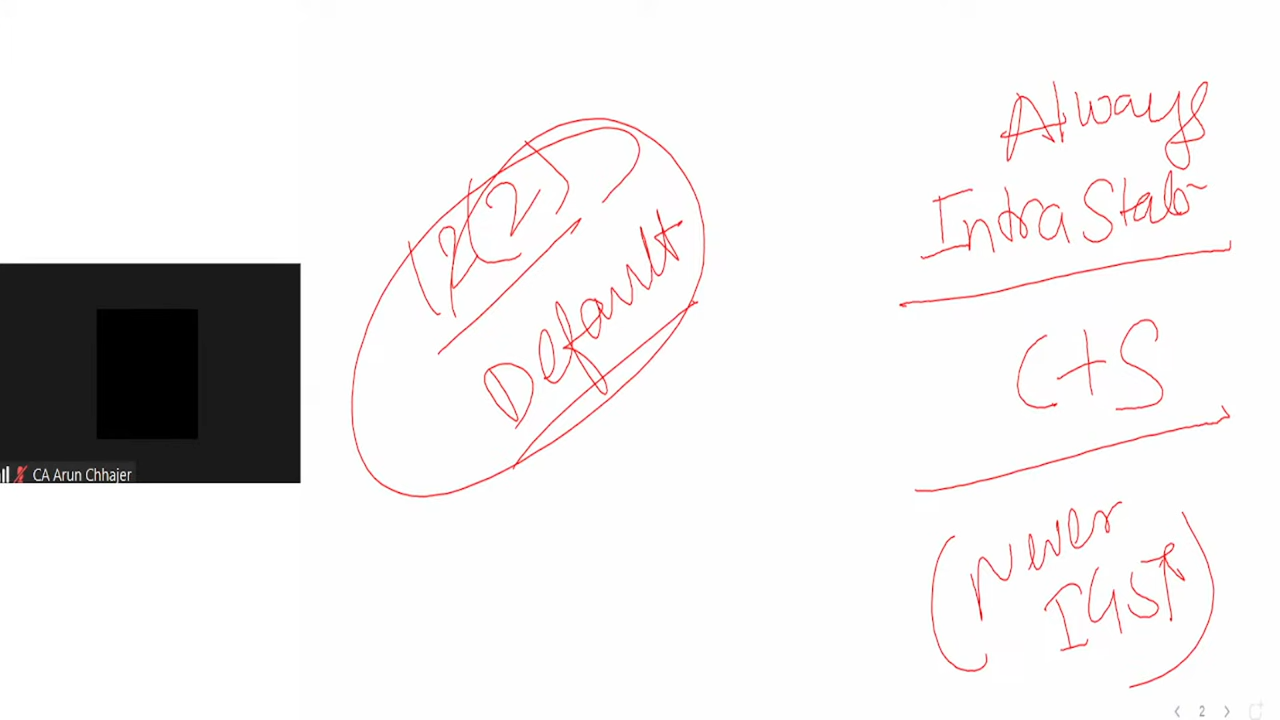 12(2)
Default
Always
Intra State
C+S
(Never
IGST)
CA Arun Chhajer
2